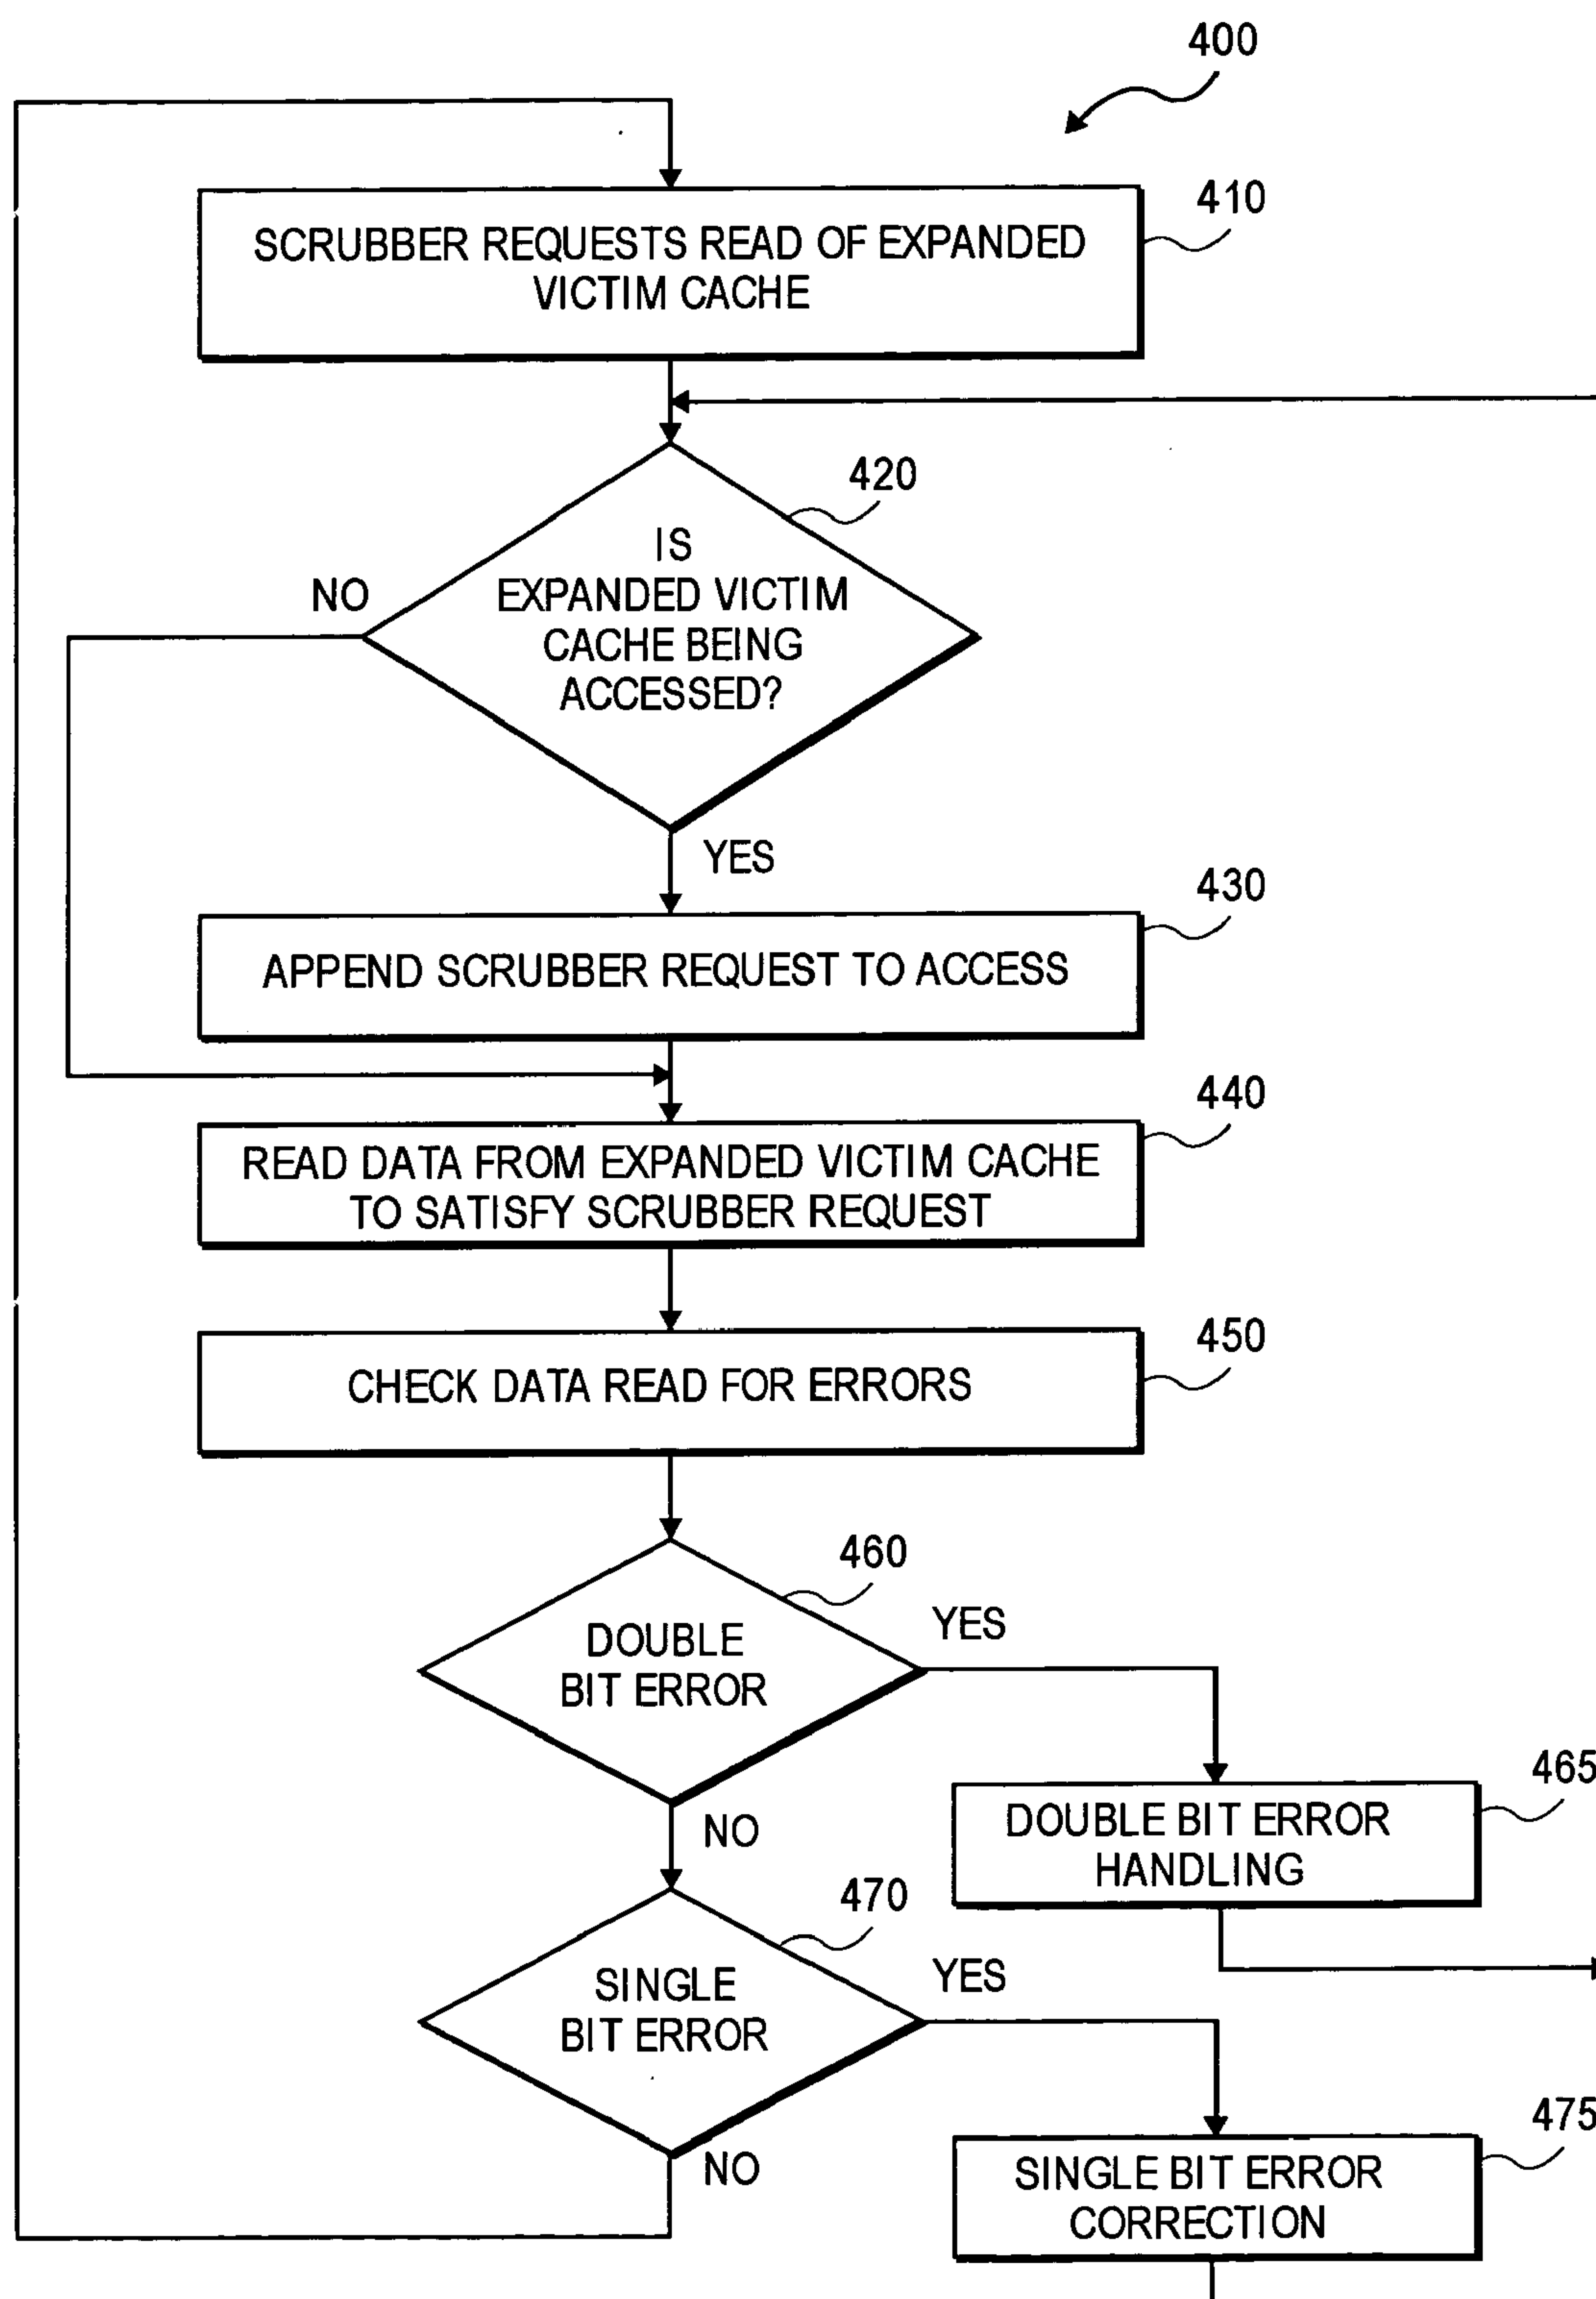 400
410
SCRUBBER REQUESTS READ OF EXPANDED
VICTIM CACHE
420
IS
EXPANDED VICTIM
CACHE BEING
ACCESSED?
NO
YES
430
APPEND SCRUBBER REQUEST TO ACCESS
440
READ DATA FROM EXPANDED VICTIM CACHE
TO SATISFY SCRUBBER REQUEST
450
CHECK DATA READ FOR ERRORS
460
DOUBLE
BIT ERROR
YES
NO
465
DOUBLE BIT ERROR
HANDLING
470
SINGLE
BIT ERROR
YES
NO
475
SINGLE BIT ERROR
CORRECTION